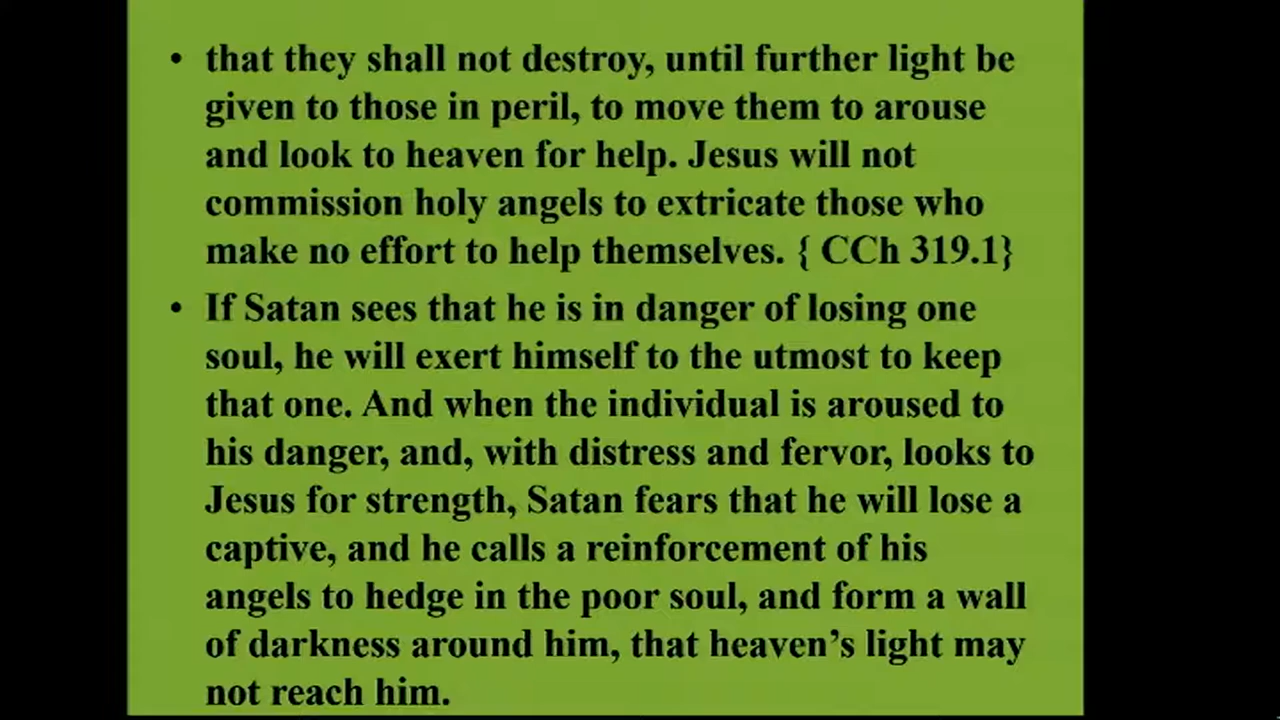 • that they shall not destroy, until further light be
given to those in peril, to move them to arouse
and look to heaven for help. Jesus will not
commission holy angels to extricate those who
make no effort to help themselves. { CCh 319.1}
• If Satan sees that he is in danger of losing one
soul, he will exert himself to the utmost to keep
that one. And when the individual is aroused to
his danger, and, with distress and fervor, looks to
Jesus for strength, Satan fears that he will lose a
captive, and he calls a reinforcement of his
angels to hedge in the poor soul, and form a wall
of darkness around him, that heaven’s light may
not reach him.